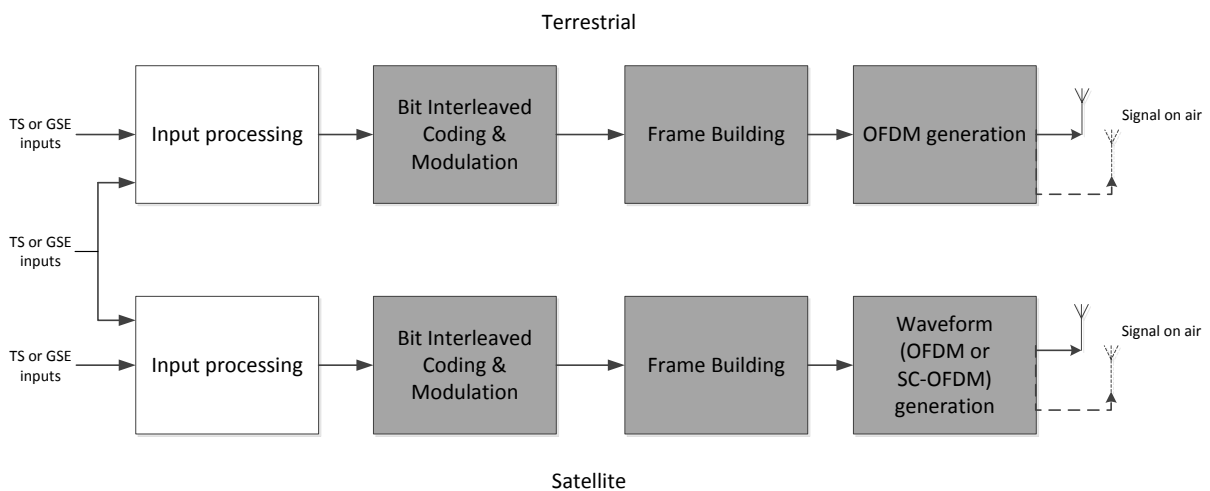 Terrestrial
TS or GSE
inputs
Input processing
Bit Interleaved
Coding &
Modulation
Frame Building
OFDM generation
Signal on air
TS or GSE
inputs
TS or GSE
inputs
Input processing
Bit Interleaved
Coding &
Modulation
Frame Building
Waveform
(OFDM or
SC-OFDM)
generation
Signal on air
Satellite